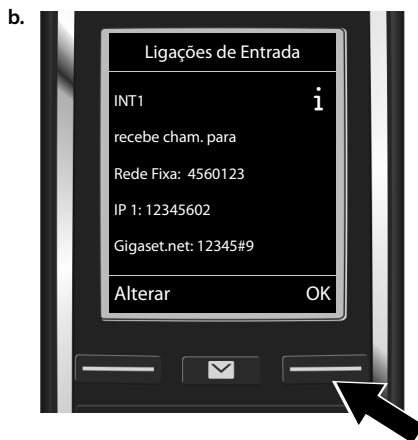 b.
Ligações de Entrada
INT1 i
recebe cham. para
Rede Fixa: 4560123
IP 1: 12345602
Gigaset.net: 12345#9
Alterar OK